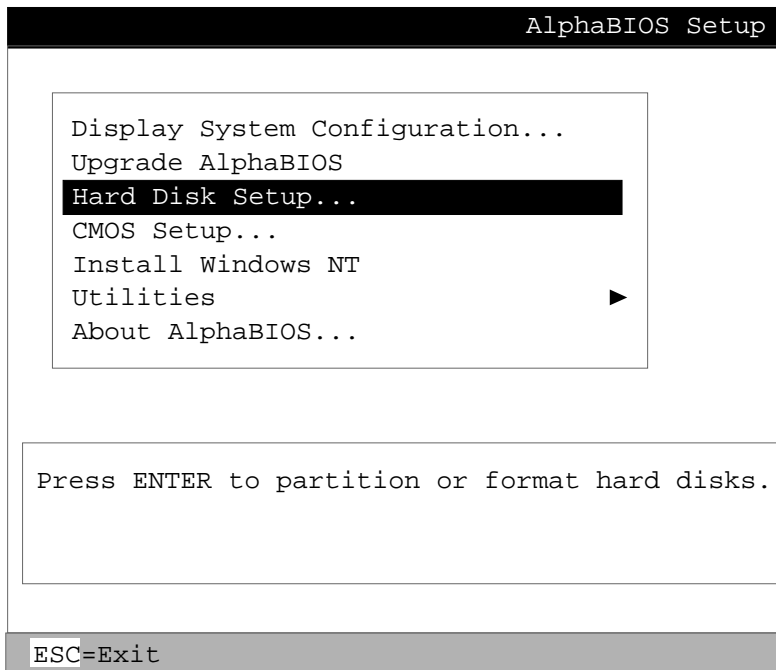 AlphaBIOS Setup
Display System Configuration...
Upgrade AlphaBIOS
Hard Disk Setup...
CMOS Setup...
Install Windows NT
Utilities ►
About AlphaBIOS...
Press ENTER to partition or format hard disks.
ESC=Exit